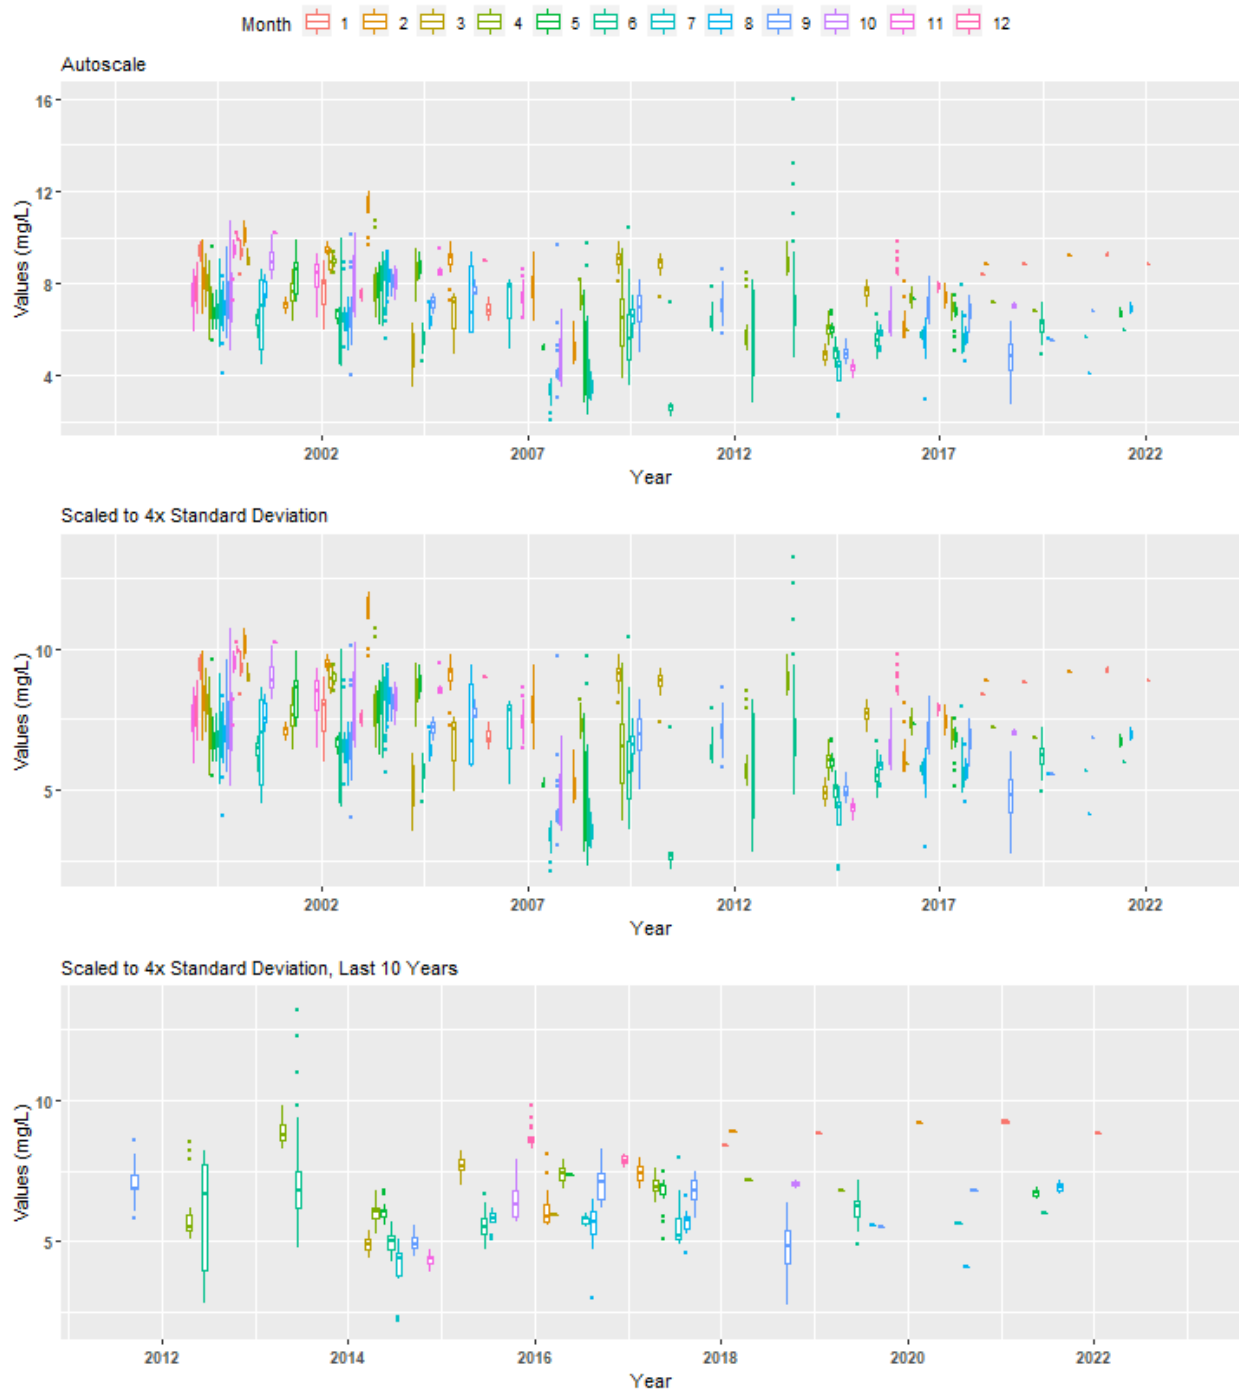 Month 1 2 3 4 5 6 7 8 9 10 11 12
Autoscale
16
12
8
4
Values (mg/L)
2002 2007 2012 2017 2022
Year
Scaled to 4x Standard Deviation
10
5
Values (mg/L)
2002 2007 2012 2017 2022
Year
Scaled to 4x Standard Deviation, Last 10 Years
10
5
Values (mg/L)
2012 2014 2016 2018 2020 2022
Year